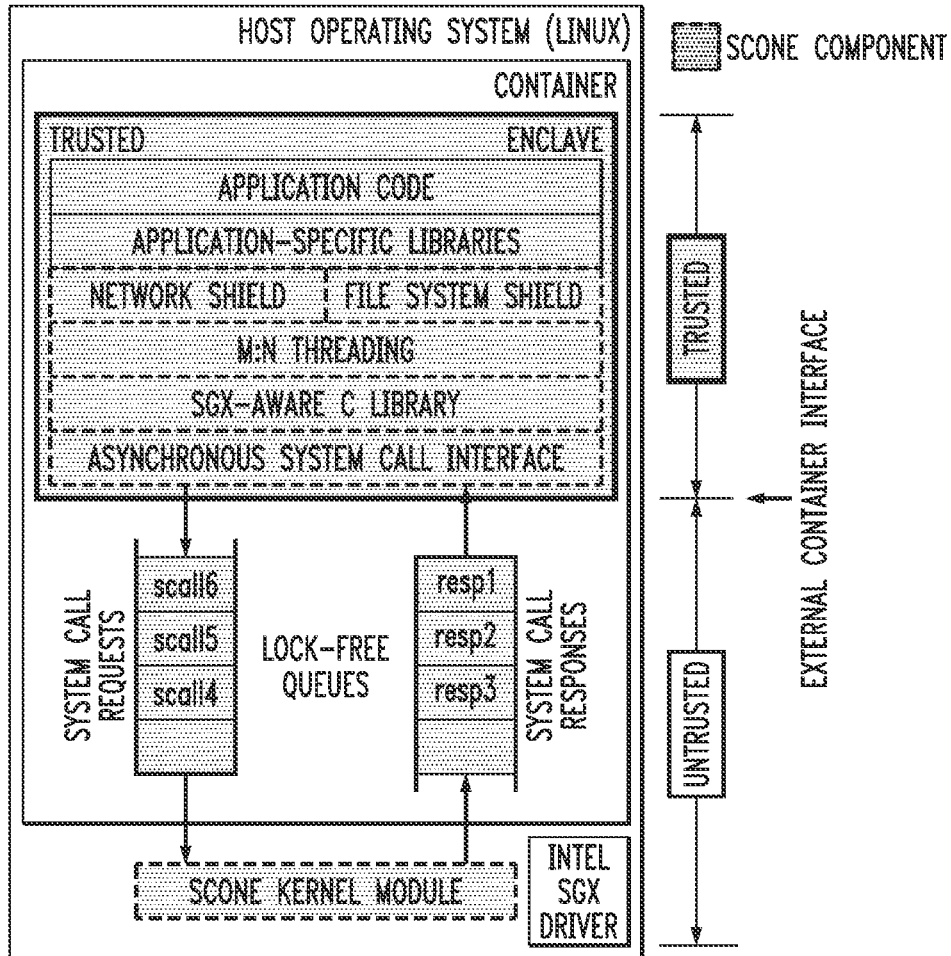 HOST OPERATING SYSTEM (LINUX)
SCONE COMPONENT
CONTAINER
TRUSTED ENCLAVE
APPLICATION CODE
APPLICATION-SPECIFIC LIBRARIES
NETWORK SHIELD
FILE SYSTEM SHIELD
M:N THREADING
SGX-AWARE C LIBRARY
ASYNCHRONOUS SYSTEM CALL INTERFACE
SYSTEM CALL
REQUESTS
scall6
scall5
scall4
LOCK-FREE
QUEUES
resp1
resp2
resp3
SYSTEM CALL
RESPONSES
SCONE KERNEL MODULE
INTEL
SGX
DRIVER
TRUSTED
UNTRUSTED
EXTERNAL CONTAINER INTERFACE